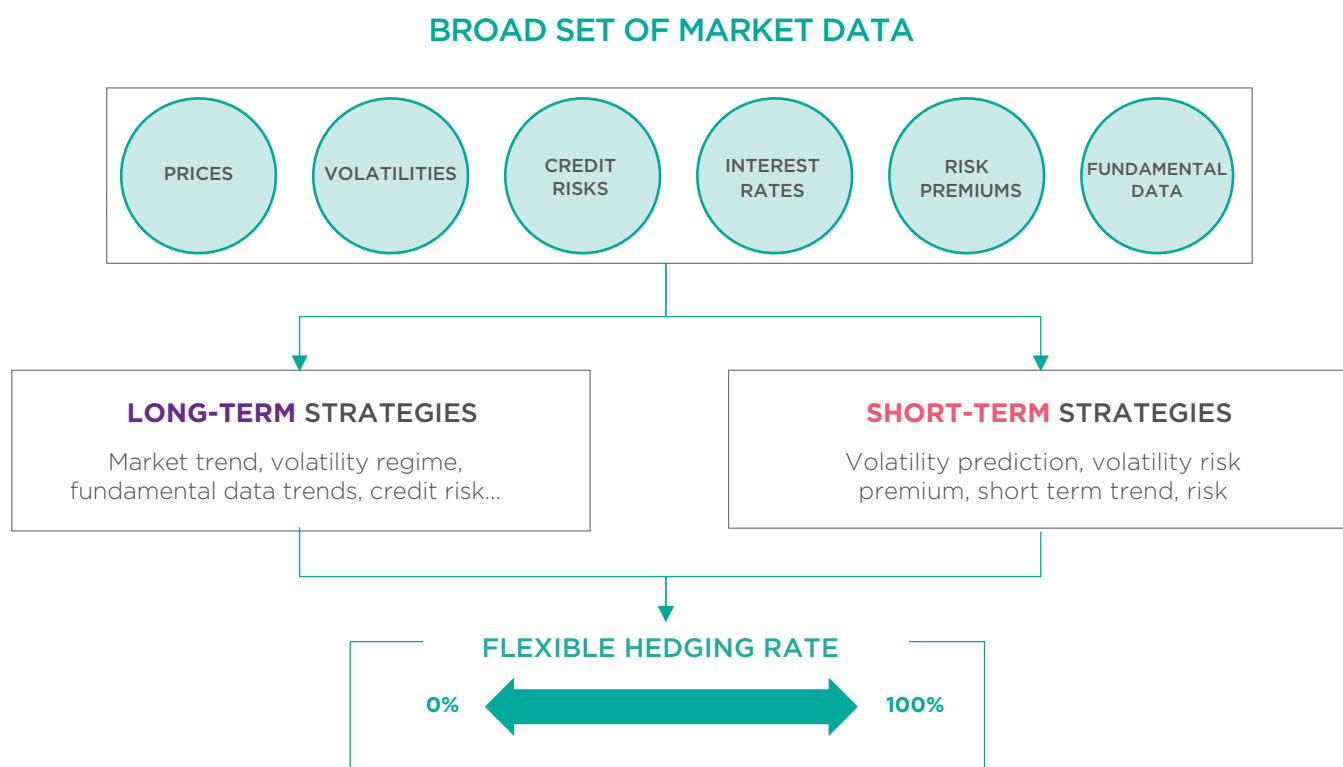 BROAD SET OF MARKET DATA
PRICES
VOLATILITIES
CREDIT
RISKS
INTEREST
RATES
RISK
PREMIUMS
FUNDAMENTAL
DATA
LONG-TERM STRATEGIES
Market trend, volatility regime,
fundamental data trends, credit risk...
SHORT-TERM STRATEGIES
Volatility prediction, volatility risk
premium, short term trend, risk
FLEXIBLE HEDGING RATE
0%
100%